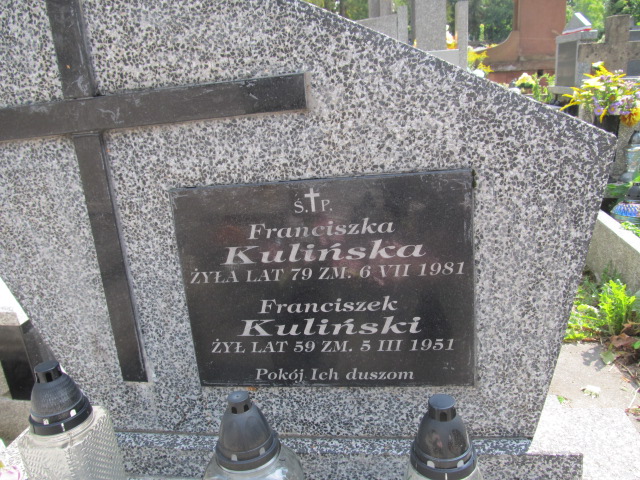 Ś.†P.
Franciszka
Kulińska
ŻYŁA LAT 79 ZM. 6 VII 1981
Franciszek
Kuliński
ŻYŁ LAT 59 ZM. 5 III 1951
Pokój Ich duszom